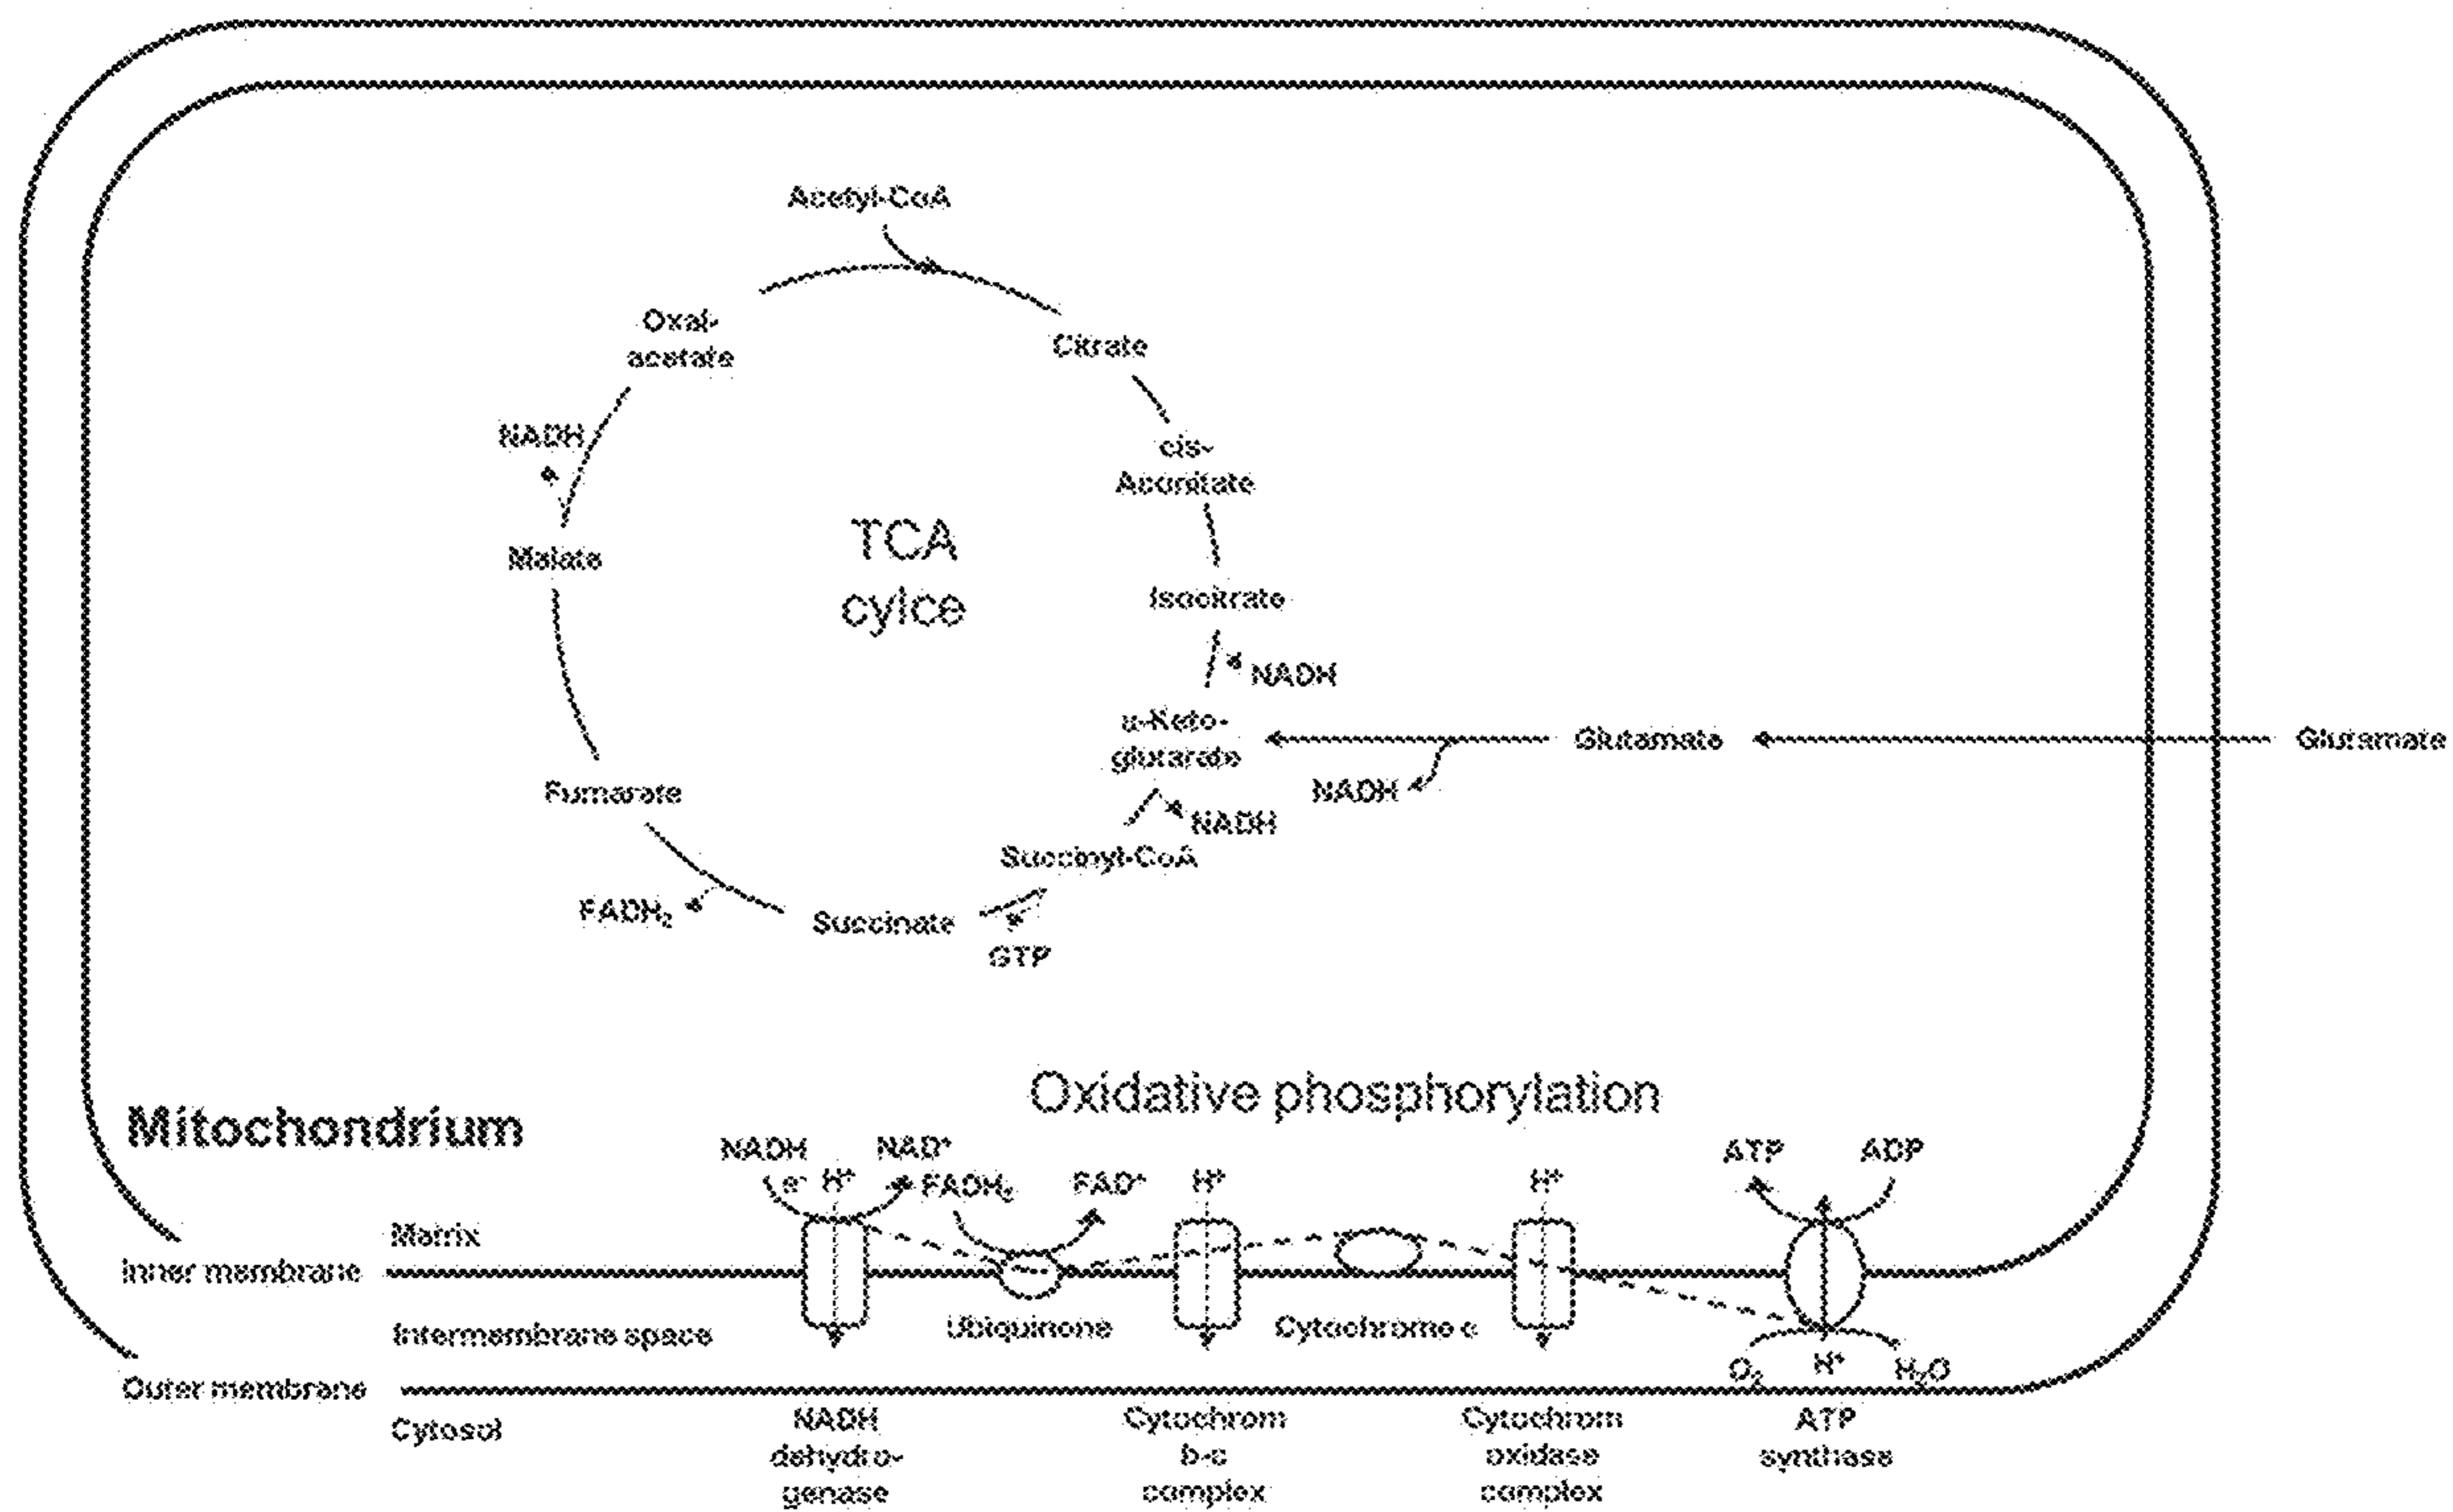 Acetyl-CoA
Oxal-
acetate
Citrate
NADH
cis-
Aconitate
TCA
cylce
Malate
Isocitrate
NADH
α-Keto-
glutarate
Glutamate
Glutamate
NADH
Fumarate
NADH
Succinyl-CoA
FADH₂
Succinate
GTP
Oxidative phosphorylation
Mitochondrium
NADH
NAD⁺
ATP
ADP
e⁻
H⁺
FADH₂
FAD⁺
H⁺
H⁺
Matrix
Inner membrane
Intermembrane space
Ubiquinone
Cytochrome c
O₂
H⁺
H₂O
Outer membrane
Cytosol
NADH
dehydro-
genase
Cytochrom
b-c
complex
Cytochrom
oxidase
complex
ATP
synthase